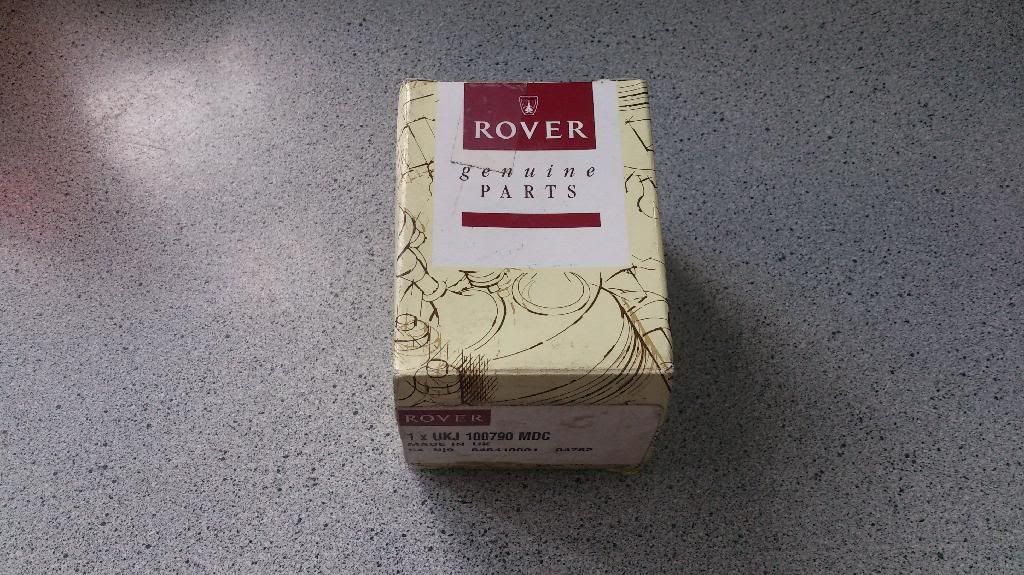 ROVER
genuine
PARTS
ROVER
1 x UKJ 100790 MDC
MADE IN UK